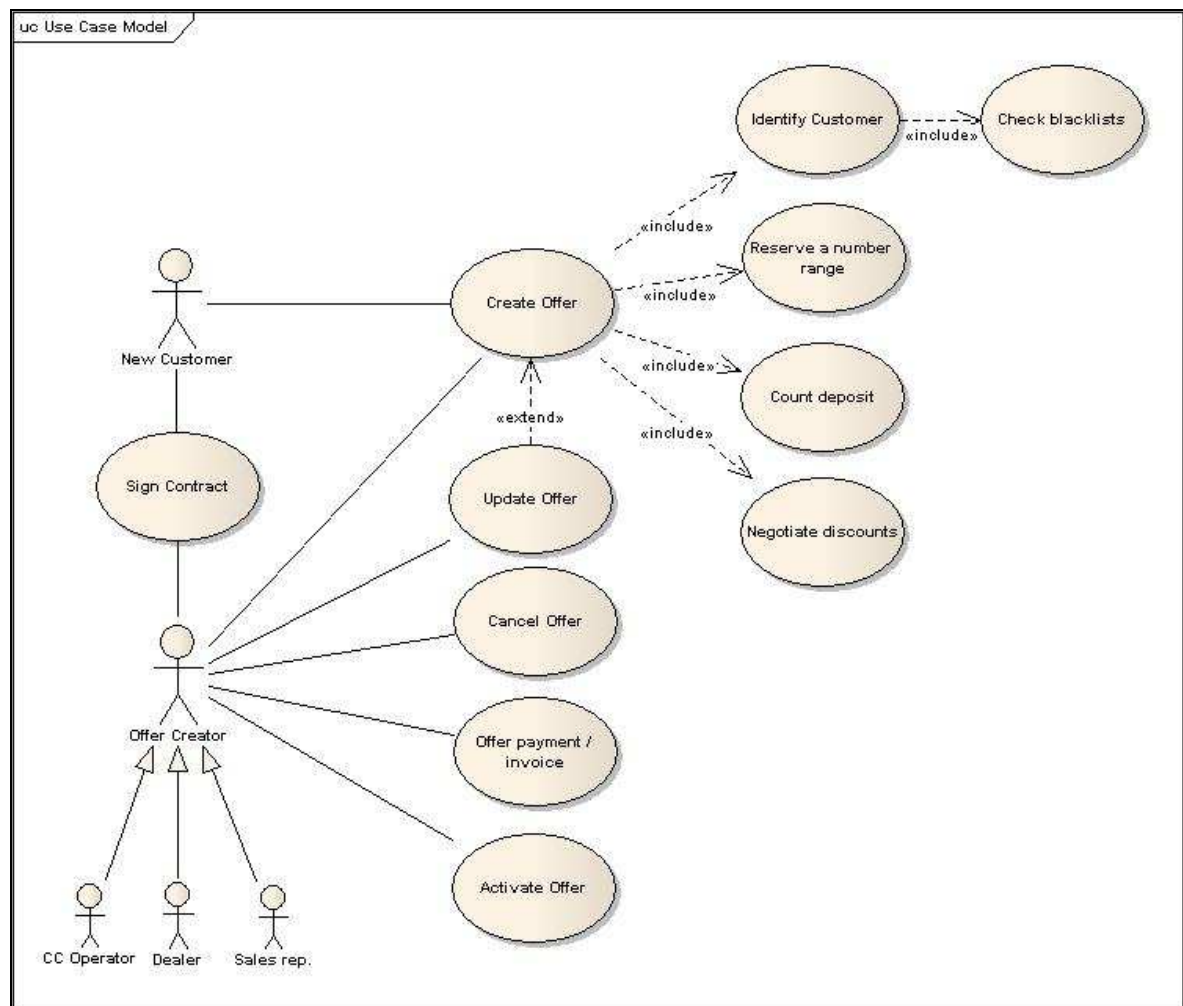 uc Use Case Model
Identify Customer
«include»
Check blacklists
«include»
Reserve a number
range
«include»
New Customer
Create Offer
«include»
Count deposit
«extend»
«include»
Sign Contract
Update Offer
Negotiate discounts
Cancel Offer
Offer Creator
Offer payment /
invoice
Activate Offer
CC Operator
Dealer
Sales rep.